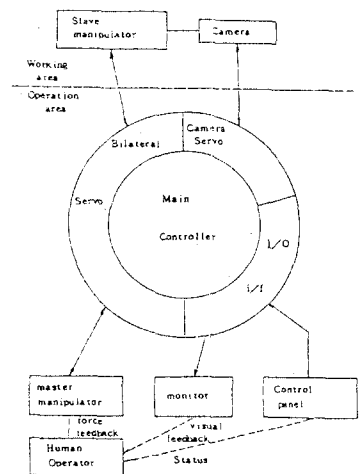 Slave
manipulator
Camera
Working
area
Operation
area
Camera
Servo
Bilateral
Servo
Main
Controller
I/O
I/F
master
manipulator
monitor
Control
panel
force
feedback
visual
feedback
Human
Operator
Status